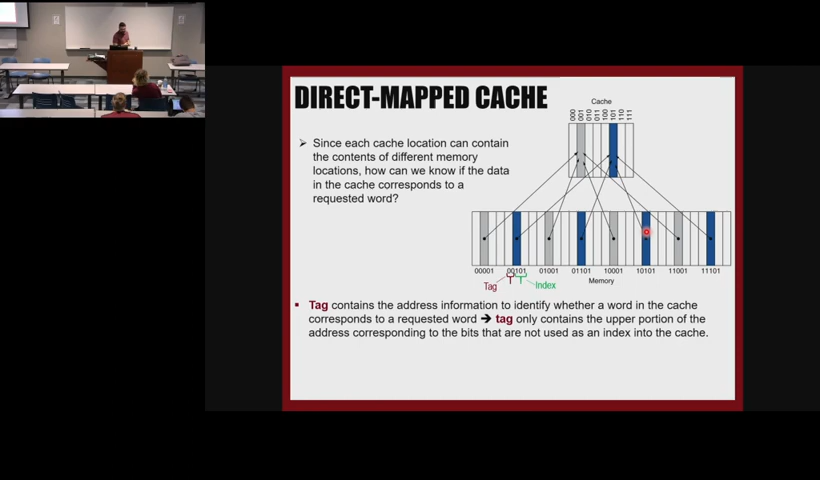 DIRECT-MAPPED CACHE
Cache
000 001 010 011 100 101 110 111
➢ Since each cache location can contain
the contents of different memory
locations, how can we know if the data
in the cache corresponds to a
requested word?
00001 00101 01001 01101 10001 10101 11001 11101
Memory
Tag Index
▪ Tag contains the address information to identify whether a word in the cache
corresponds to a requested word ➔ tag only contains the upper portion of the
address corresponding to the bits that are not used as an index into the cache.